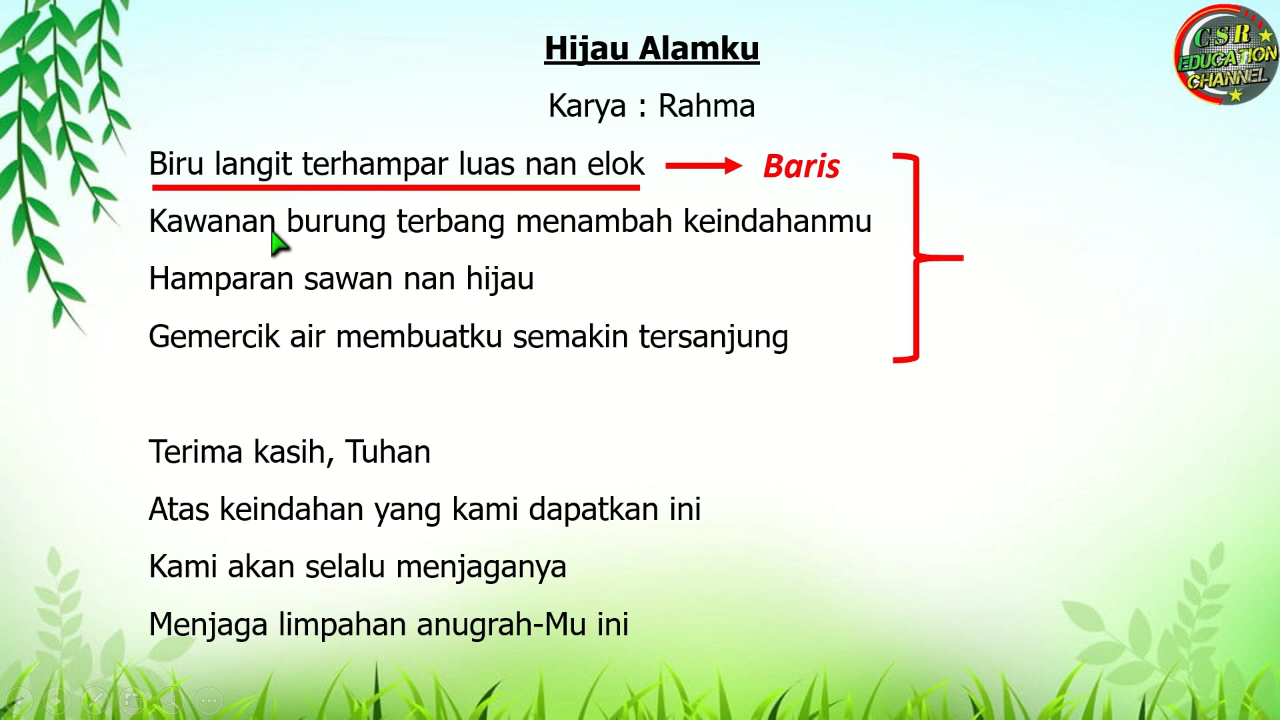 Hijau Alamku
Karya : Rahma
Biru langit terhampar luas nan elok
Baris
Kawanan burung terbang menambah keindahanmu
Hamparan sawan nan hijau
Gemercik air membuatku semakin tersanjung
Terima kasih, Tuhan
Atas keindahan yang kami dapatkan ini
Kami akan selalu menjaganya
Menjaga limpahan anugrah-Mu ini
CSR
EDUCATION
CHANNEL